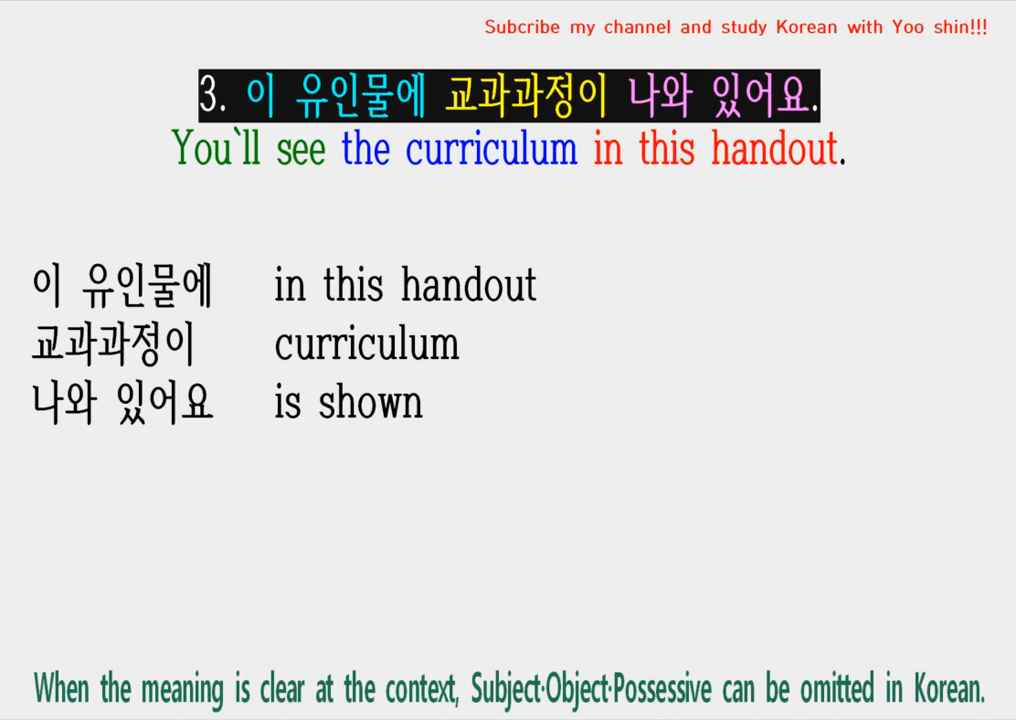 Subcribe my channel and study Korean with Yoo shin!!!
3. 이 유인물에 교과과정이 나와 있어요.
You`ll see the curriculum in this handout.
이 유인물에 in this handout
교과과정이 curriculum
나와 있어요 is shown
When the meaning is clear at the context, Subject·Object·Possessive can be omitted in Korean.